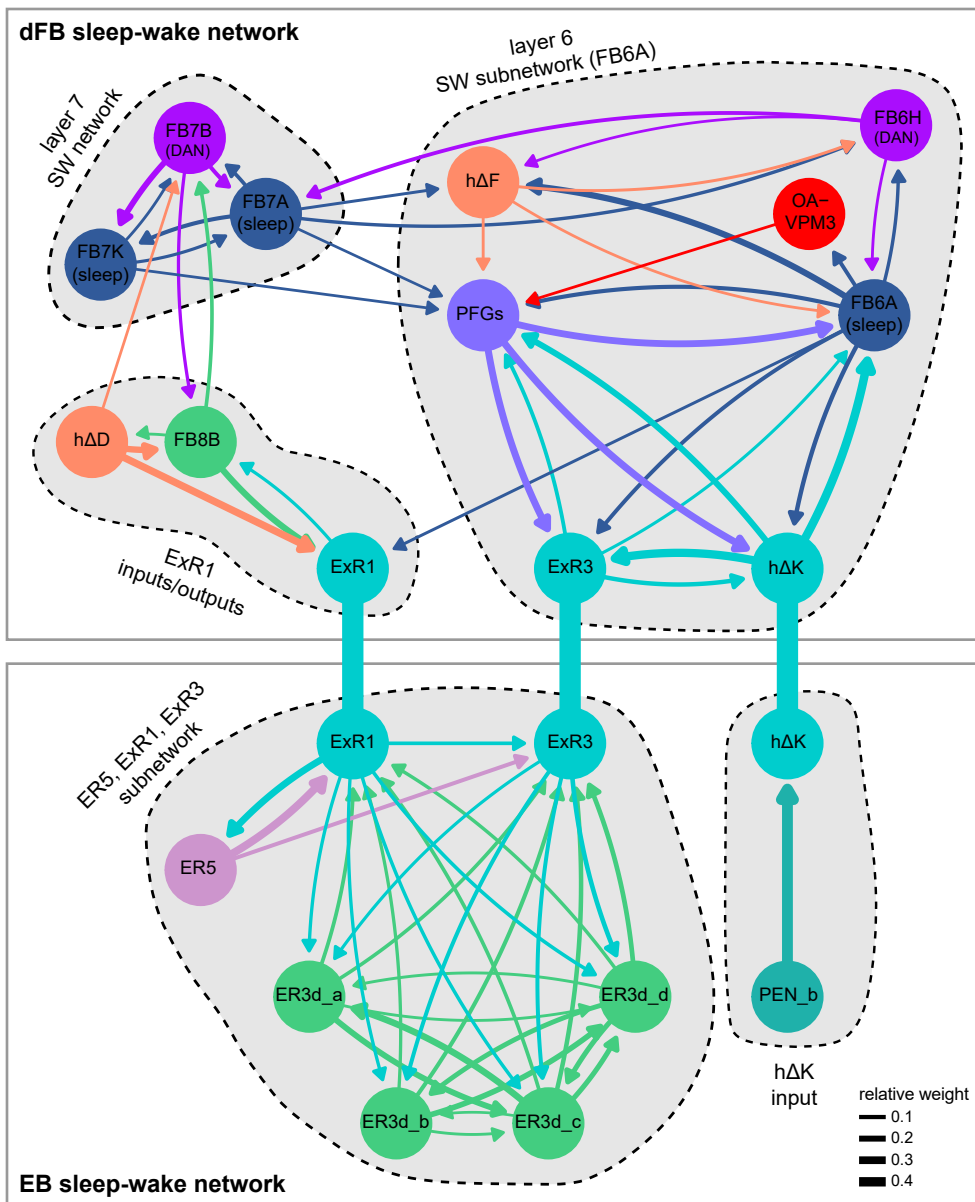 dFB sleep-wake network
layer 6
SW subnetwork (FB6A)
layer 7
SW network
FB7B
(DAN)
FB7A
(sleep)
FB7K
(sleep)
hΔF
FB6H
(DAN)
OA−
VPM3
PFGs
FB6A
(sleep)
hΔD
FB8B
ExR1
ExR3
hΔK
ExR1
inputs/outputs
ER5, ExR1, ExR3
subnetwork
ExR1
ExR3
hΔK
ER5
ER3d_a
ER3d_d
PEN_b
ER3d_b
ER3d_c
hΔK
input
relative weight
0.1
0.2
0.3
0.4
EB sleep-wake network